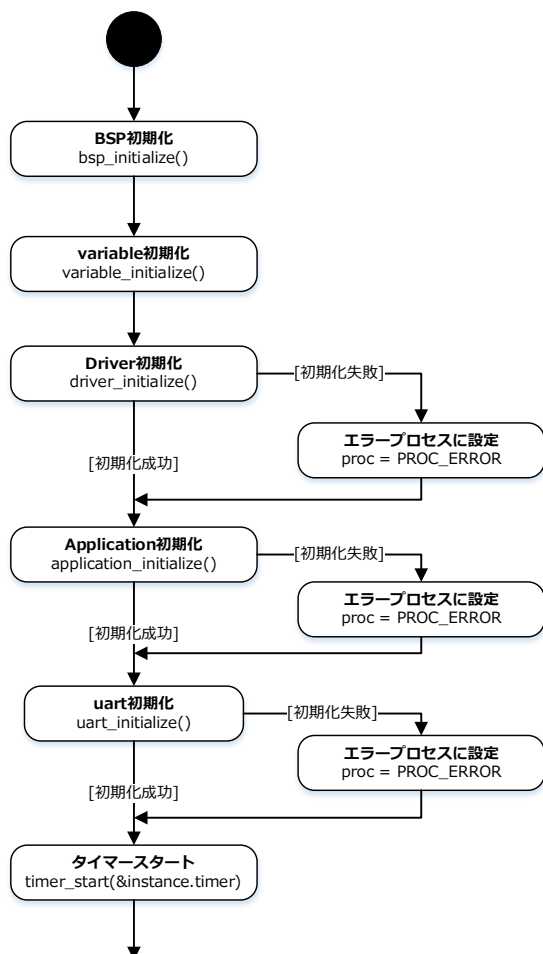 BSP初期化
bsp_initialize()
variable初期化
variable_initialize()
Driver初期化
driver_initialize()
[初期化失敗]
エラープロセスに設定
proc = PROC_ERROR
[初期化成功]
Application初期化
application_initialize()
[初期化失敗]
エラープロセスに設定
proc = PROC_ERROR
[初期化成功]
uart初期化
uart_initialize()
[初期化失敗]
エラープロセスに設定
proc = PROC_ERROR
[初期化成功]
タイマースタート
timer_start(&instance.timer)